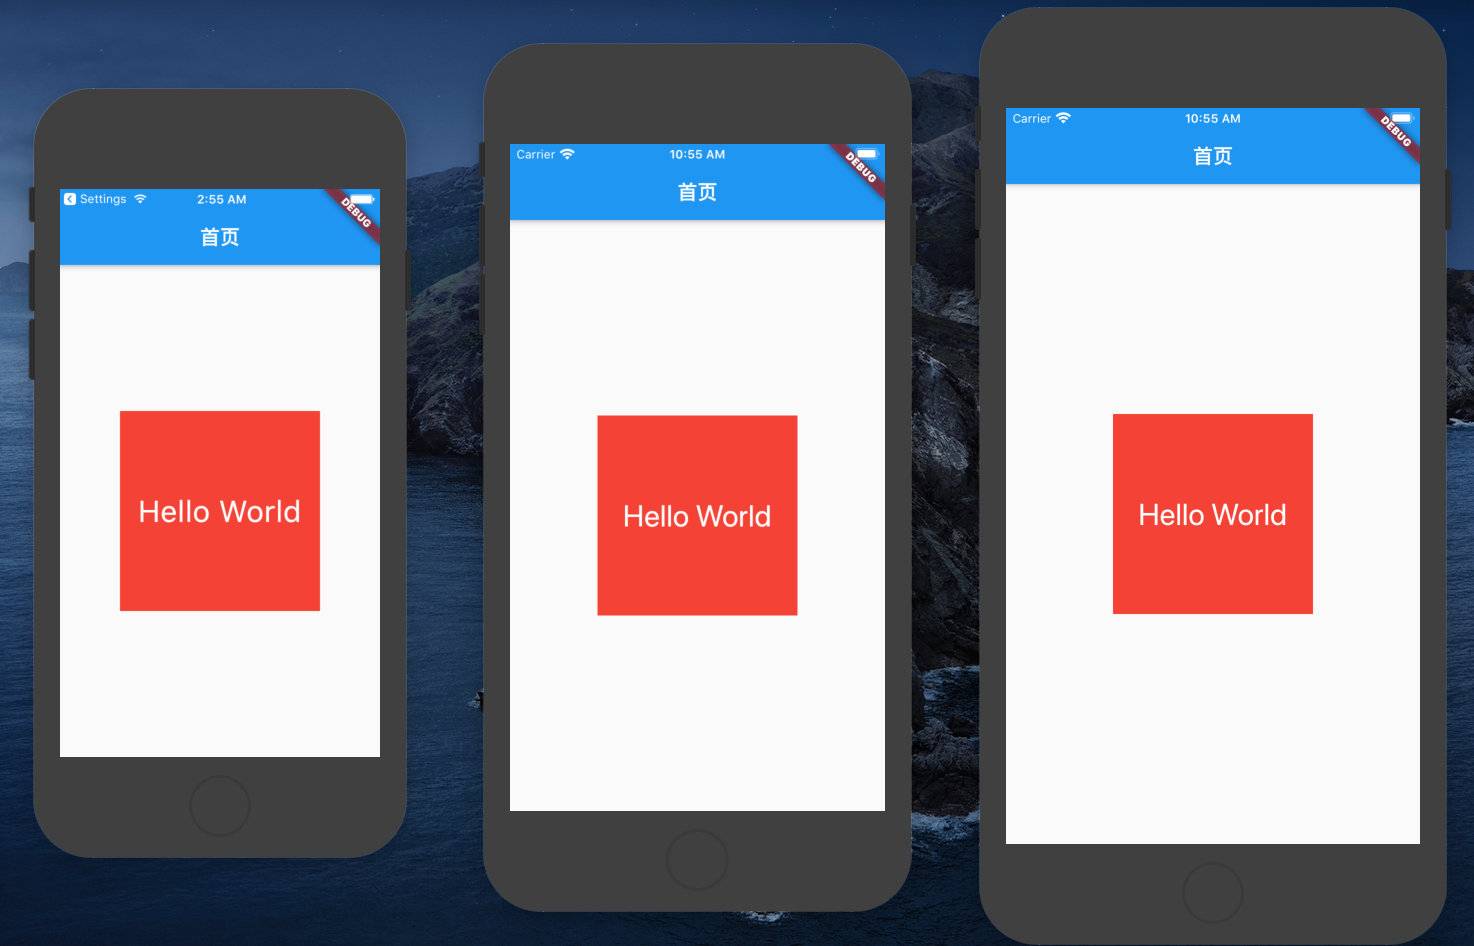 Settings
2:55 AM
DEBUG
首页
Hello World
Carrier
10:55 AM
DEBUG
首页
Hello World
Carrier
10:55 AM
DEBUG
首页
Hello World